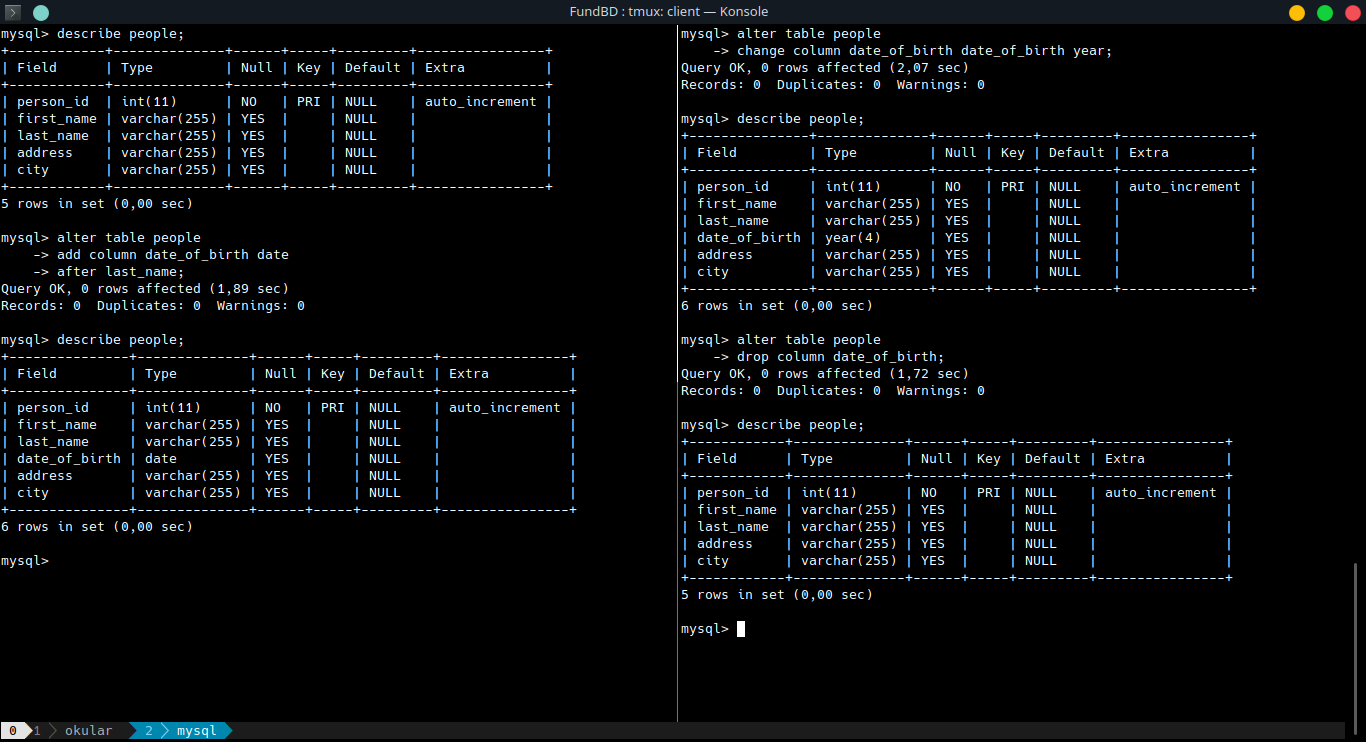 FundBD : tmux: client — Konsole
mysql> describe people;
+------------+--------------+------+-----+---------+----------------+
| Field      | Type         | Null | Key | Default | Extra          |
+------------+--------------+------+-----+---------+----------------+
| person_id  | int(11)      | NO   | PRI | NULL    | auto_increment |
| first_name | varchar(255) | YES  |     | NULL    |                |
| last_name  | varchar(255) | YES  |     | NULL    |                |
| address    | varchar(255) | YES  |     | NULL    |                |
| city       | varchar(255) | YES  |     | NULL    |                |
+------------+--------------+------+-----+---------+----------------+
5 rows in set (0,00 sec)
mysql> alter table people
    -> add column date_of_birth date
    -> after last_name;
Query OK, 0 rows affected (1,89 sec)
Records: 0  Duplicates: 0  Warnings: 0
mysql> describe people;
+---------------+--------------+------+-----+---------+----------------+
| Field         | Type         | Null | Key | Default | Extra          |
+---------------+--------------+------+-----+---------+----------------+
| person_id     | int(11)      | NO   | PRI | NULL    | auto_increment |
| first_name    | varchar(255) | YES  |     | NULL    |                |
| last_name     | varchar(255) | YES  |     | NULL    |                |
| date_of_birth | date         | YES  |     | NULL    |                |
| address       | varchar(255) | YES  |     | NULL    |                |
| city          | varchar(255) | YES  |     | NULL    |                |
+---------------+--------------+------+-----+---------+----------------+
6 rows in set (0,00 sec)
mysql>
mysql> alter table people
    -> change column date_of_birth date_of_birth year;
Query OK, 0 rows affected (2,07 sec)
Records: 0  Duplicates: 0  Warnings: 0
mysql> describe people;
+---------------+--------------+------+-----+---------+----------------+
| Field         | Type         | Null | Key | Default | Extra          |
+---------------+--------------+------+-----+---------+----------------+
| person_id     | int(11)      | NO   | PRI | NULL    | auto_increment |
| first_name    | varchar(255) | YES  |     | NULL    |                |
| last_name     | varchar(255) | YES  |     | NULL    |                |
| date_of_birth | year(4)      | YES  |     | NULL    |                |
| address       | varchar(255) | YES  |     | NULL    |                |
| city          | varchar(255) | YES  |     | NULL    |                |
+---------------+--------------+------+-----+---------+----------------+
6 rows in set (0,00 sec)
mysql> alter table people
    -> drop column date_of_birth;
Query OK, 0 rows affected (1,72 sec)
Records: 0  Duplicates: 0  Warnings: 0
mysql> describe people;
+------------+--------------+------+-----+---------+----------------+
| Field      | Type         | Null | Key | Default | Extra          |
+------------+--------------+------+-----+---------+----------------+
| person_id  | int(11)      | NO   | PRI | NULL    | auto_increment |
| first_name | varchar(255) | YES  |     | NULL    |                |
| last_name  | varchar(255) | YES  |     | NULL    |                |
| address    | varchar(255) | YES  |     | NULL    |                |
| city       | varchar(255) | YES  |     | NULL    |                |
+------------+--------------+------+-----+---------+----------------+
5 rows in set (0,00 sec)
mysql>
0 1 okular 2 mysql